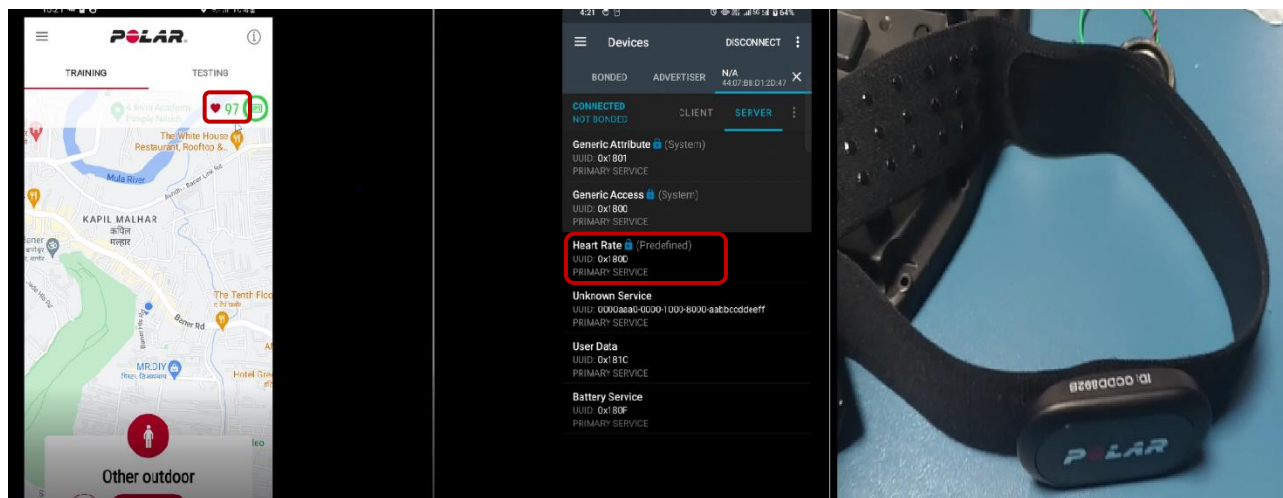 POLAR
TRAINING
TESTING
97
The White House
Restaurant, Rooftop &..
Mula River
KAPIL MALHAR
कपिल
मल्हार
Baner Rd
The Tenth Floo
MR.DIY
Hotel Gre
Other outdoor
4:21
64%
Devices
DISCONNECT
BONDED
ADVERTISER
N/A
44:07:B8:D1:2D:47
CONNECTED
NOT BONDED
CLIENT
SERVER
Generic Attribute (System)
UUID: 0x1801
PRIMARY SERVICE
Generic Access (System)
UUID: 0x1800
PRIMARY SERVICE
Heart Rate (Predefined)
UUID: 0x180D
PRIMARY SERVICE
Unknown Service
UUID: 0000aaa0-0000-1000-8000-aabbccddeeff
PRIMARY SERVICE
User Data
UUID: 0x181C
PRIMARY SERVICE
Battery Service
UUID: 0x180F
PRIMARY SERVICE
POLAR